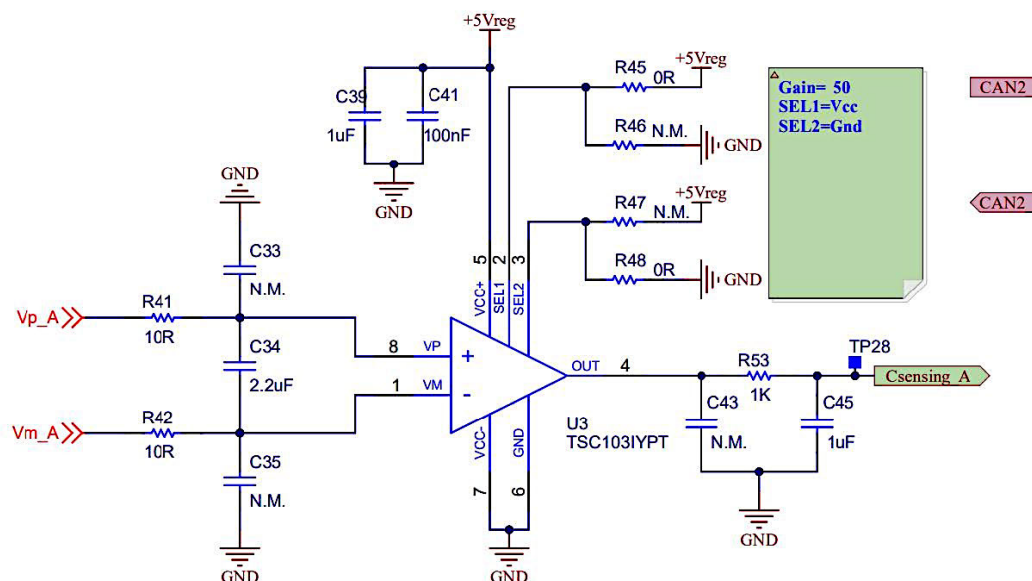 +5Vreg
C39
1uF
C41
100nF
GND
R45
0R
+5Vreg
R46
N.M.
GND
R47
N.M.
+5Vreg
R48
0R
GND
Gain= 50
SEL1=Vcc
SEL2=Gnd
CAN2
CAN2
GND
C33
N.M.
Vp_A
R41
10R
C34
2.2uF
Vm_A
R42
10R
C35
N.M.
GND
5
2
3
VCC+
SEL1
SEL2
8
VP
+
1
VM
-
OUT
4
VCC-
GND
7
6
GND
U3
TSC103IYPT
R53
1K
TP28
Csensing_A
C43
N.M.
C45
1uF
GND